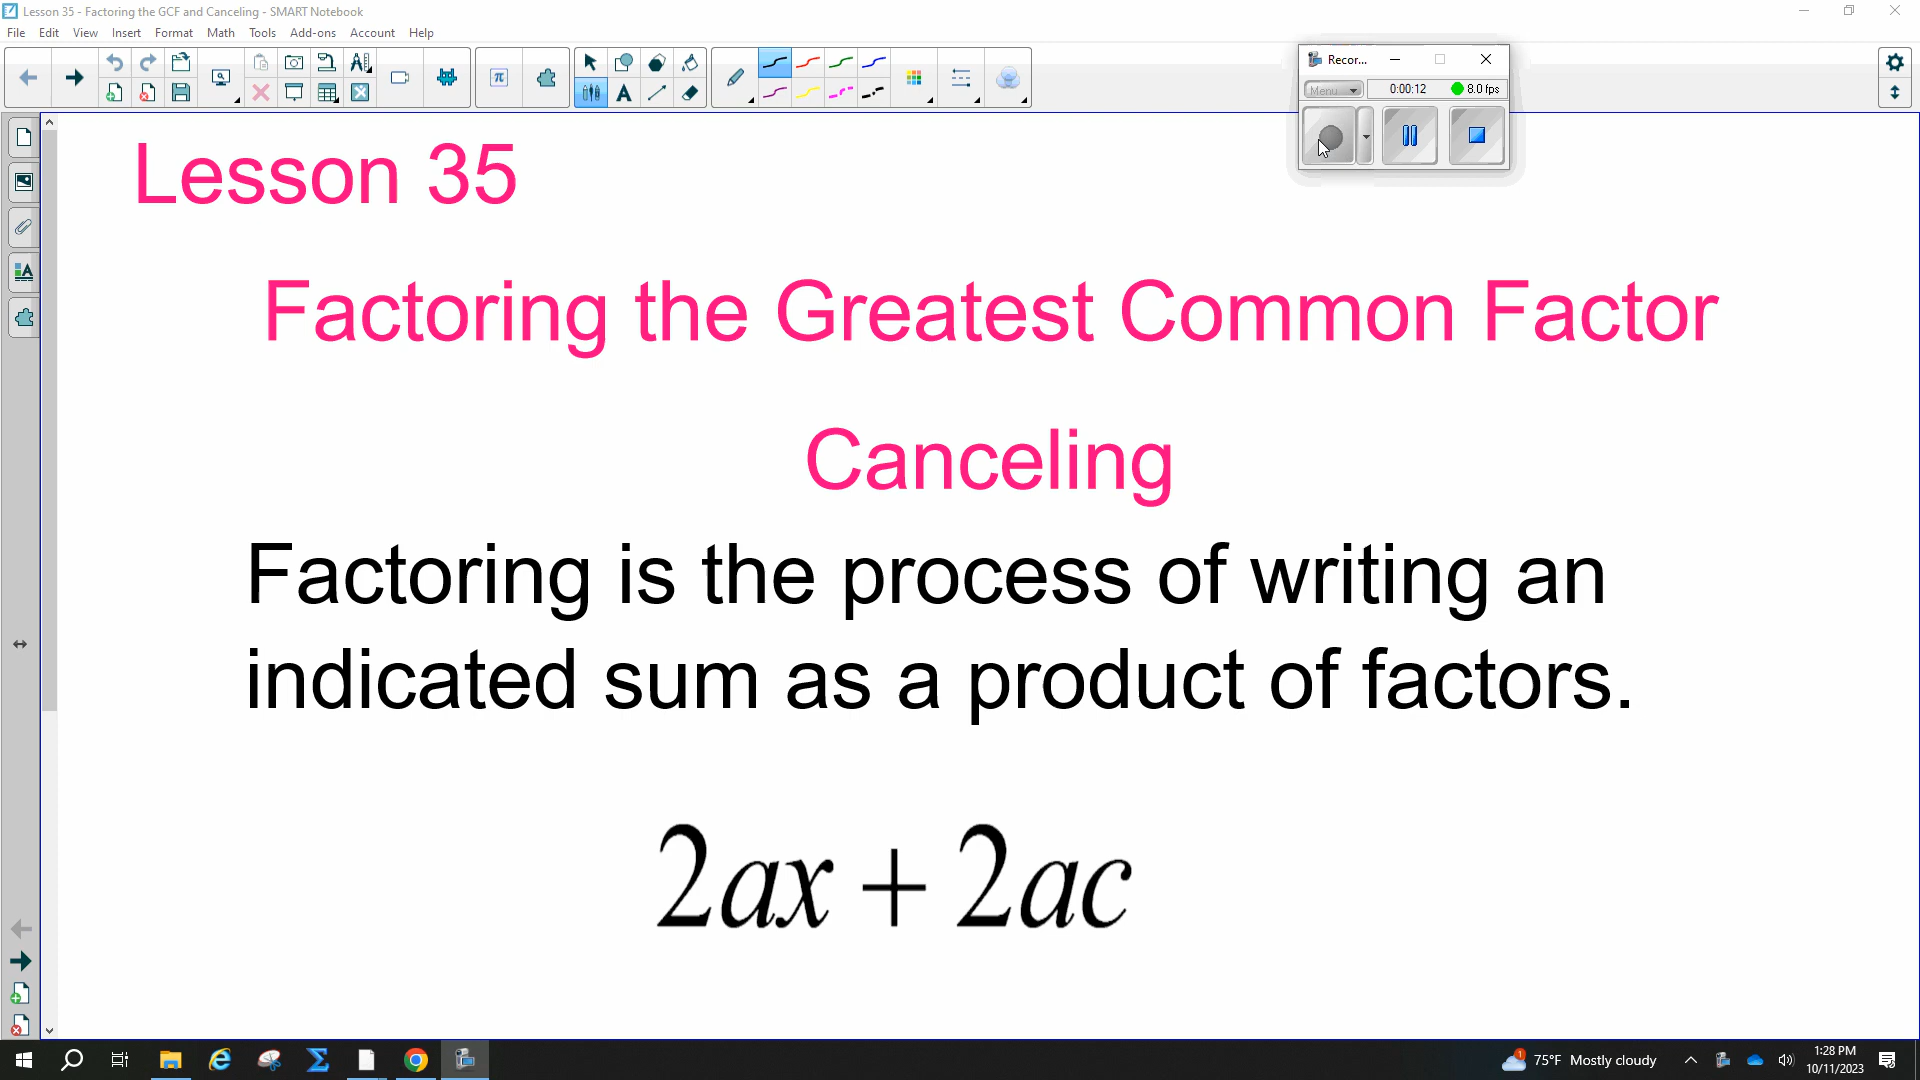 Lesson 35 - Factoring the GCF and Canceling - SMART Notebook
File Edit View Insert Format Math Tools Add-ons Account Help
Recor...
Menu 0:00:12 8.0 fps
Lesson 35
Factoring the Greatest Common Factor
Canceling
Factoring is the process of writing an
indicated sum as a product of factors.
2ax + 2ac
75°F Mostly cloudy
1:28 PM
10/11/2023